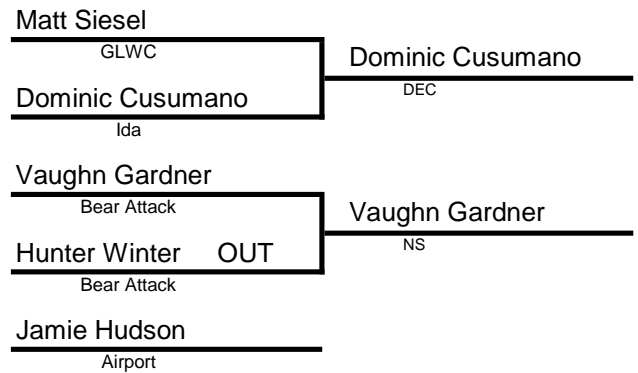 Matt Siesel
GLWC
Dominic Cusumano
Ida
Dominic Cusumano
DEC
Vaughn Gardner
Bear Attack
Hunter Winter OUT
Bear Attack
Vaughn Gardner
NS
Jamie Hudson
Airport